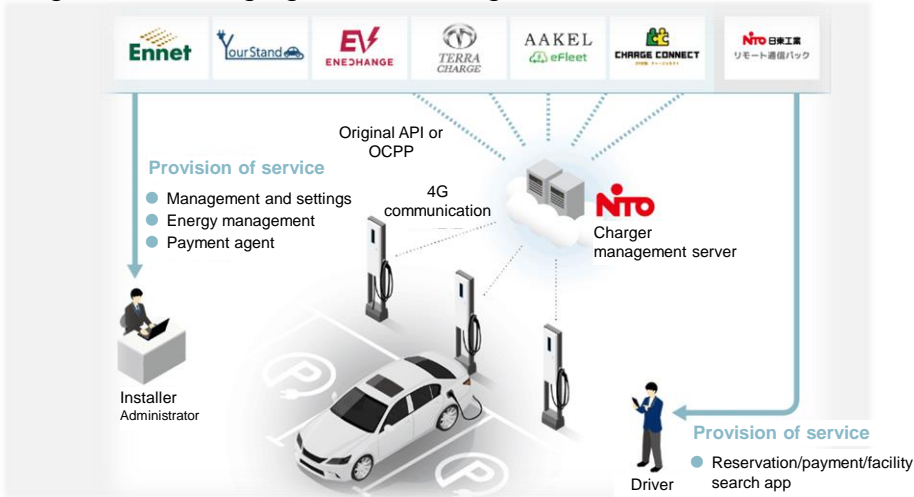 Ennet
YourStand
EV
ENECHANGE
TERRA
CHARGE
AAKEL
eFleet
CHARGE CONNECT
NITO 日東工業
リモート通信パック
Original API or
OCPP
Provision of service
Management and settings
Energy management
Payment agent
4G
communication
NITO
Charger
management server
Installer
Administrator
Driver
Provision of service
Reservation/payment/facility
search app